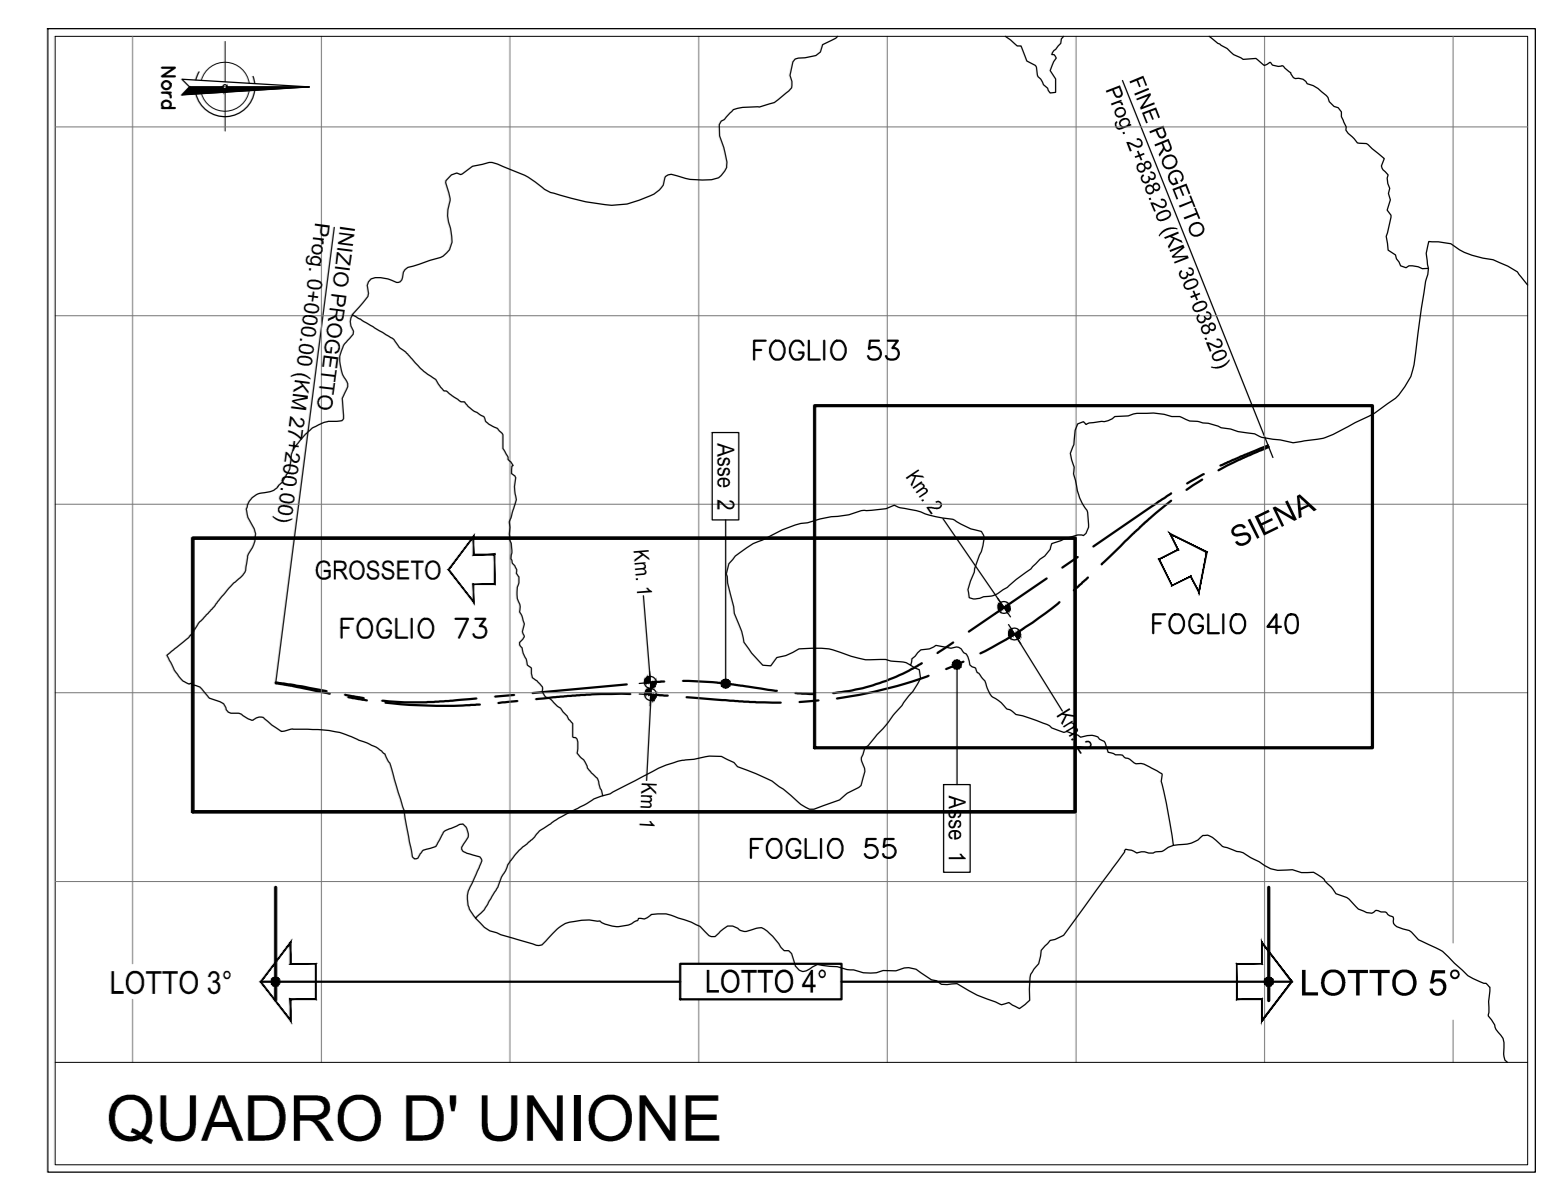 Nord
FINE PROGETTO
Prog. 2+838.20 (KM 30+038.20)
INIZIO PROGETTO
Prog. 0+000.00 (KM 27+200.00)
FOGLIO 53
Asse 2
Km. 2
SIENA
Km. 1
GROSSETO
FOGLIO 73
FOGLIO 40
Km. 2
Km 1
Asse 1
FOGLIO 55
LOTTO 3°
LOTTO 4°
LOTTO 5°
QUADRO D' UNIONE